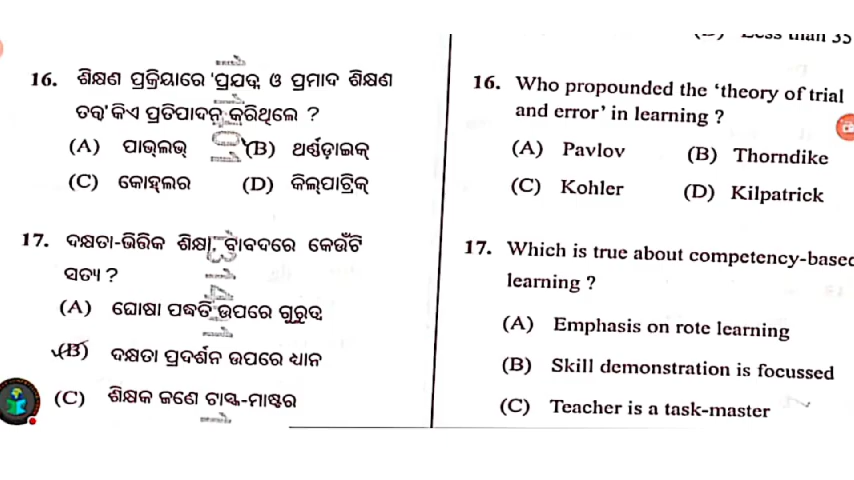 16. ଶିକ୍ଷଣ ପ୍ରକ୍ରିୟାରେ 'ପ୍ରଯତ୍ନ ଓ ପ୍ରମାଦ ଶିକ୍ଷଣ
ତତ୍ତ୍ୱ' କିଏ ପ୍ରତିପାଦନ କରିଥିଲେ ?
(A) ପାଭ୍‌ଲଭ୍ (B) ଥର୍ଣ୍ଣଡ଼ାଇକ୍
(C) କୋହ୍‌ଲର (D) କିଲ୍‌ପାଟ୍ରିକ୍
17. ଦକ୍ଷତା-ଭିତ୍ତିକ ଶିକ୍ଷା ବାବଦରେ କେଉଁଟି
ସତ୍ୟ ?
(A) ଘୋଷା ପଦ୍ଧତି ଉପରେ ଗୁରୁତ୍ୱ
(B) ଦକ୍ଷତା ପ୍ରଦର୍ଶନ ଉପରେ ଧ୍ୟାନ
(C) ଶିକ୍ଷକ ଜଣେ ଟାସ୍କ-ମାଷ୍ଟର
than 35
16. Who propounded the 'theory of trial
and error' in learning ?
(A) Pavlov (B) Thorndike
(C) Kohler (D) Kilpatrick
17. Which is true about competency-based
learning ?
(A) Emphasis on rote learning
(B) Skill demonstration is focussed
(C) Teacher is a task-master